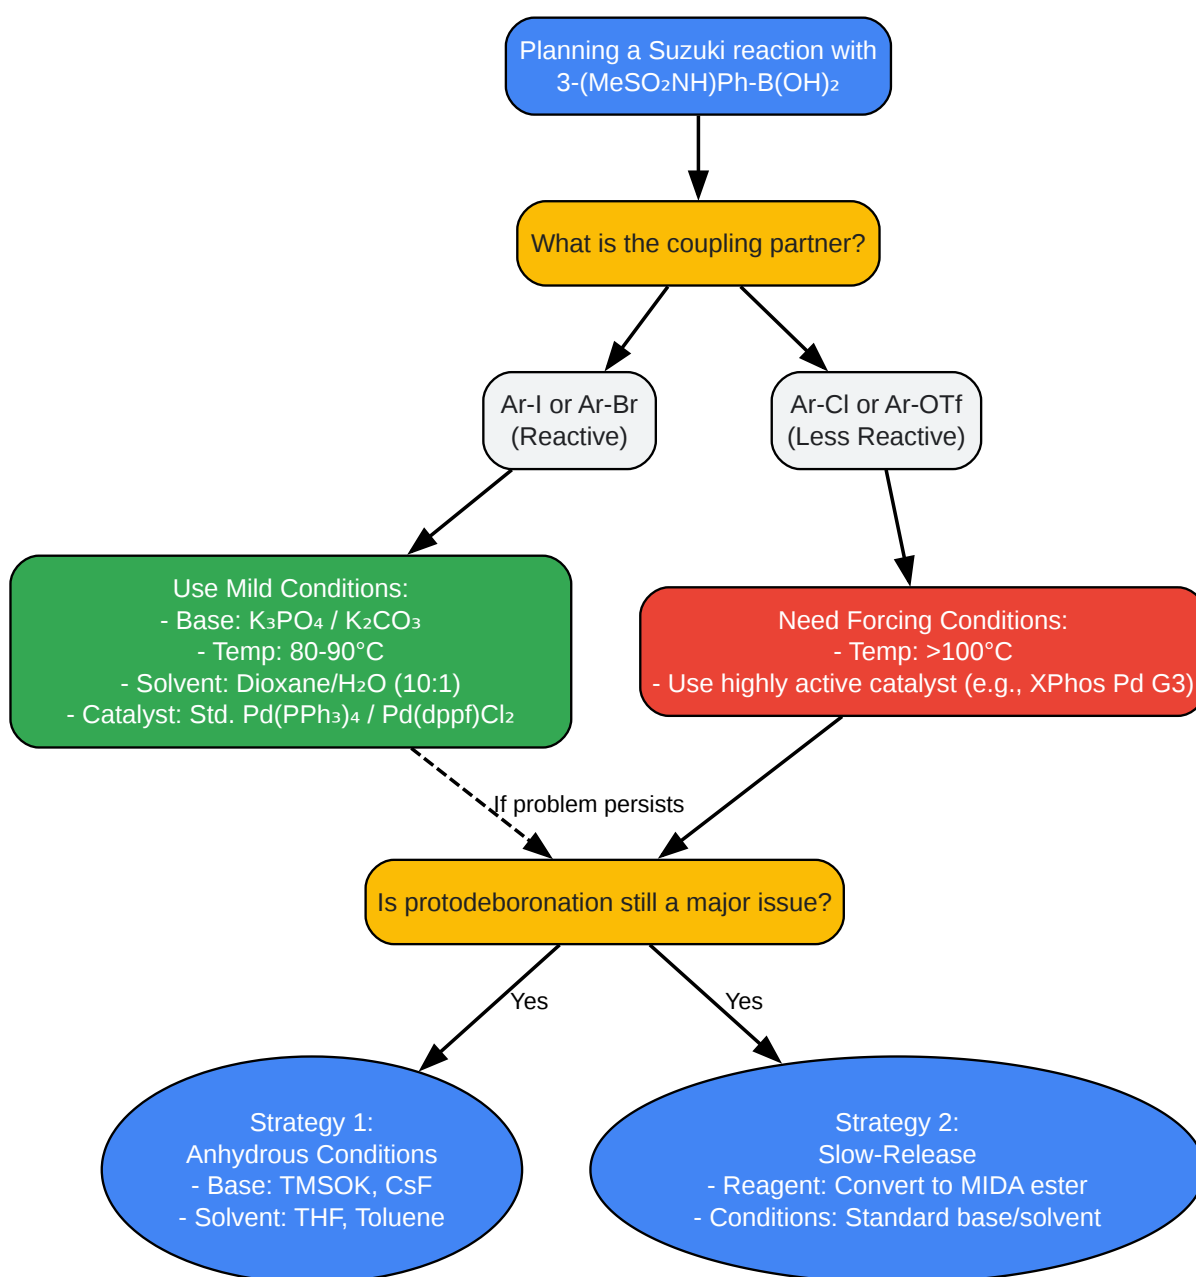 Planning a Suzuki reaction with
3-(MeSO₂NH)Ph-B(OH)₂
What is the coupling partner?
Ar-I or Ar-Br
(Reactive)
Ar-Cl or Ar-OTf
(Less Reactive)
Use Mild Conditions:
- Base: K₃PO₄ / K₂CO₃
- Temp: 80-90°C
- Solvent: Dioxane/H₂O (10:1)
- Catalyst: Std. Pd(PPh₃)₄ / Pd(dppf)Cl₂
Need Forcing Conditions:
- Temp: >100°C
- Use highly active catalyst (e.g., XPhos Pd G3)
If problem persists
Is protodeboronation still a major issue?
Yes
Yes
Strategy 1:
Anhydrous Conditions
- Base: TMSOK, CsF
- Solvent: THF, Toluene
Strategy 2:
Slow-Release
- Reagent: Convert to MIDA ester
- Conditions: Standard base/solvent